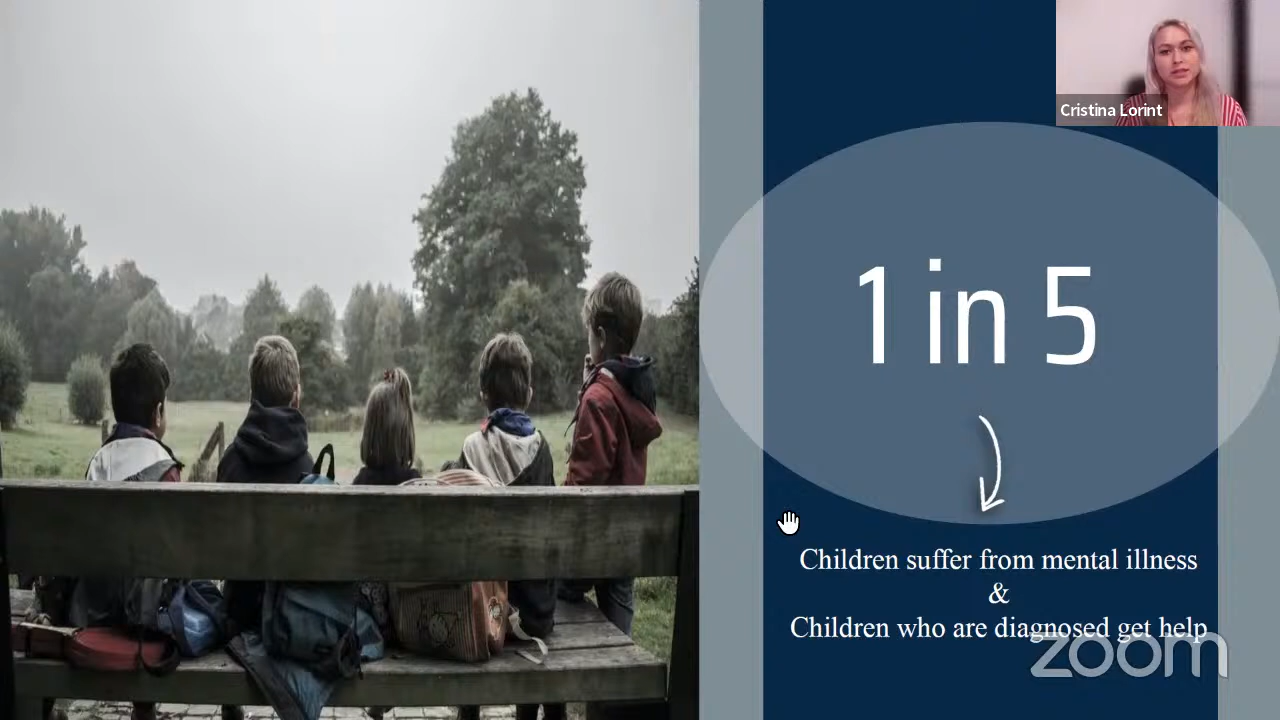 Cristina Lorint
1 in 5
Children suffer from mental illness
&
Children who are diagnosed get help
zoom